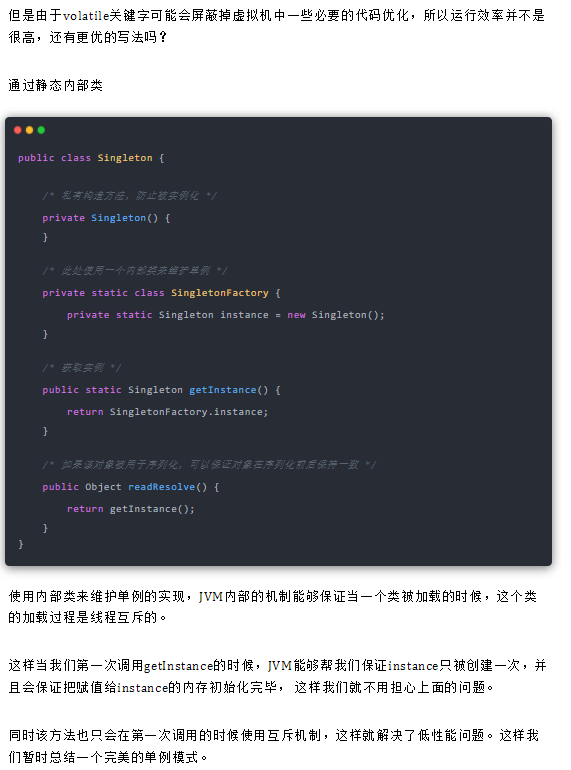 但是由于volatile关键字可能会屏蔽掉虚拟机中一些必要的代码优化，所以运行效率并不是
很高，还有更优的写法吗？
通过静态内部类
public class Singleton {
/* 私有构造方法，防止被实例化 */
private Singleton() {
}
/* 此处使用一个内部类来维护单例 */
private static class SingletonFactory {
private static Singleton instance = new Singleton();
}
/* 获取实例 */
public static Singleton getInstance() {
return SingletonFactory.instance;
}
/* 如果该对象被用于序列化，可以保证对象在序列化前后保持一致 */
public Object readResolve() {
return getInstance();
}
}
使用内部类来维护单例的实现，JVM内部的机制能够保证当一个类被加载的时候，这个类
的加载过程是线程互斥的。
这样当我们第一次调用getInstance的时候，JVM能够帮我们保证instance只被创建一次，并
且会保证把赋值给instance的内存初始化完毕， 这样我们就不用担心上面的问题。
同时该方法也只会在第一次调用的时候使用互斥机制，这样就解决了低性能问题。这样我
们暂时总结一个完美的单例模式。